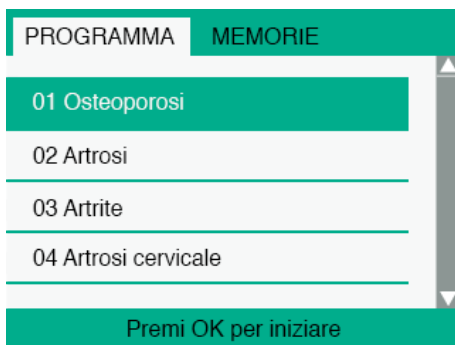 PROGRAMMA MEMORIE
01 Osteoporosi
02 Artrosi
03 Artrite
04 Artrosi cervicale
Premi OK per iniziare